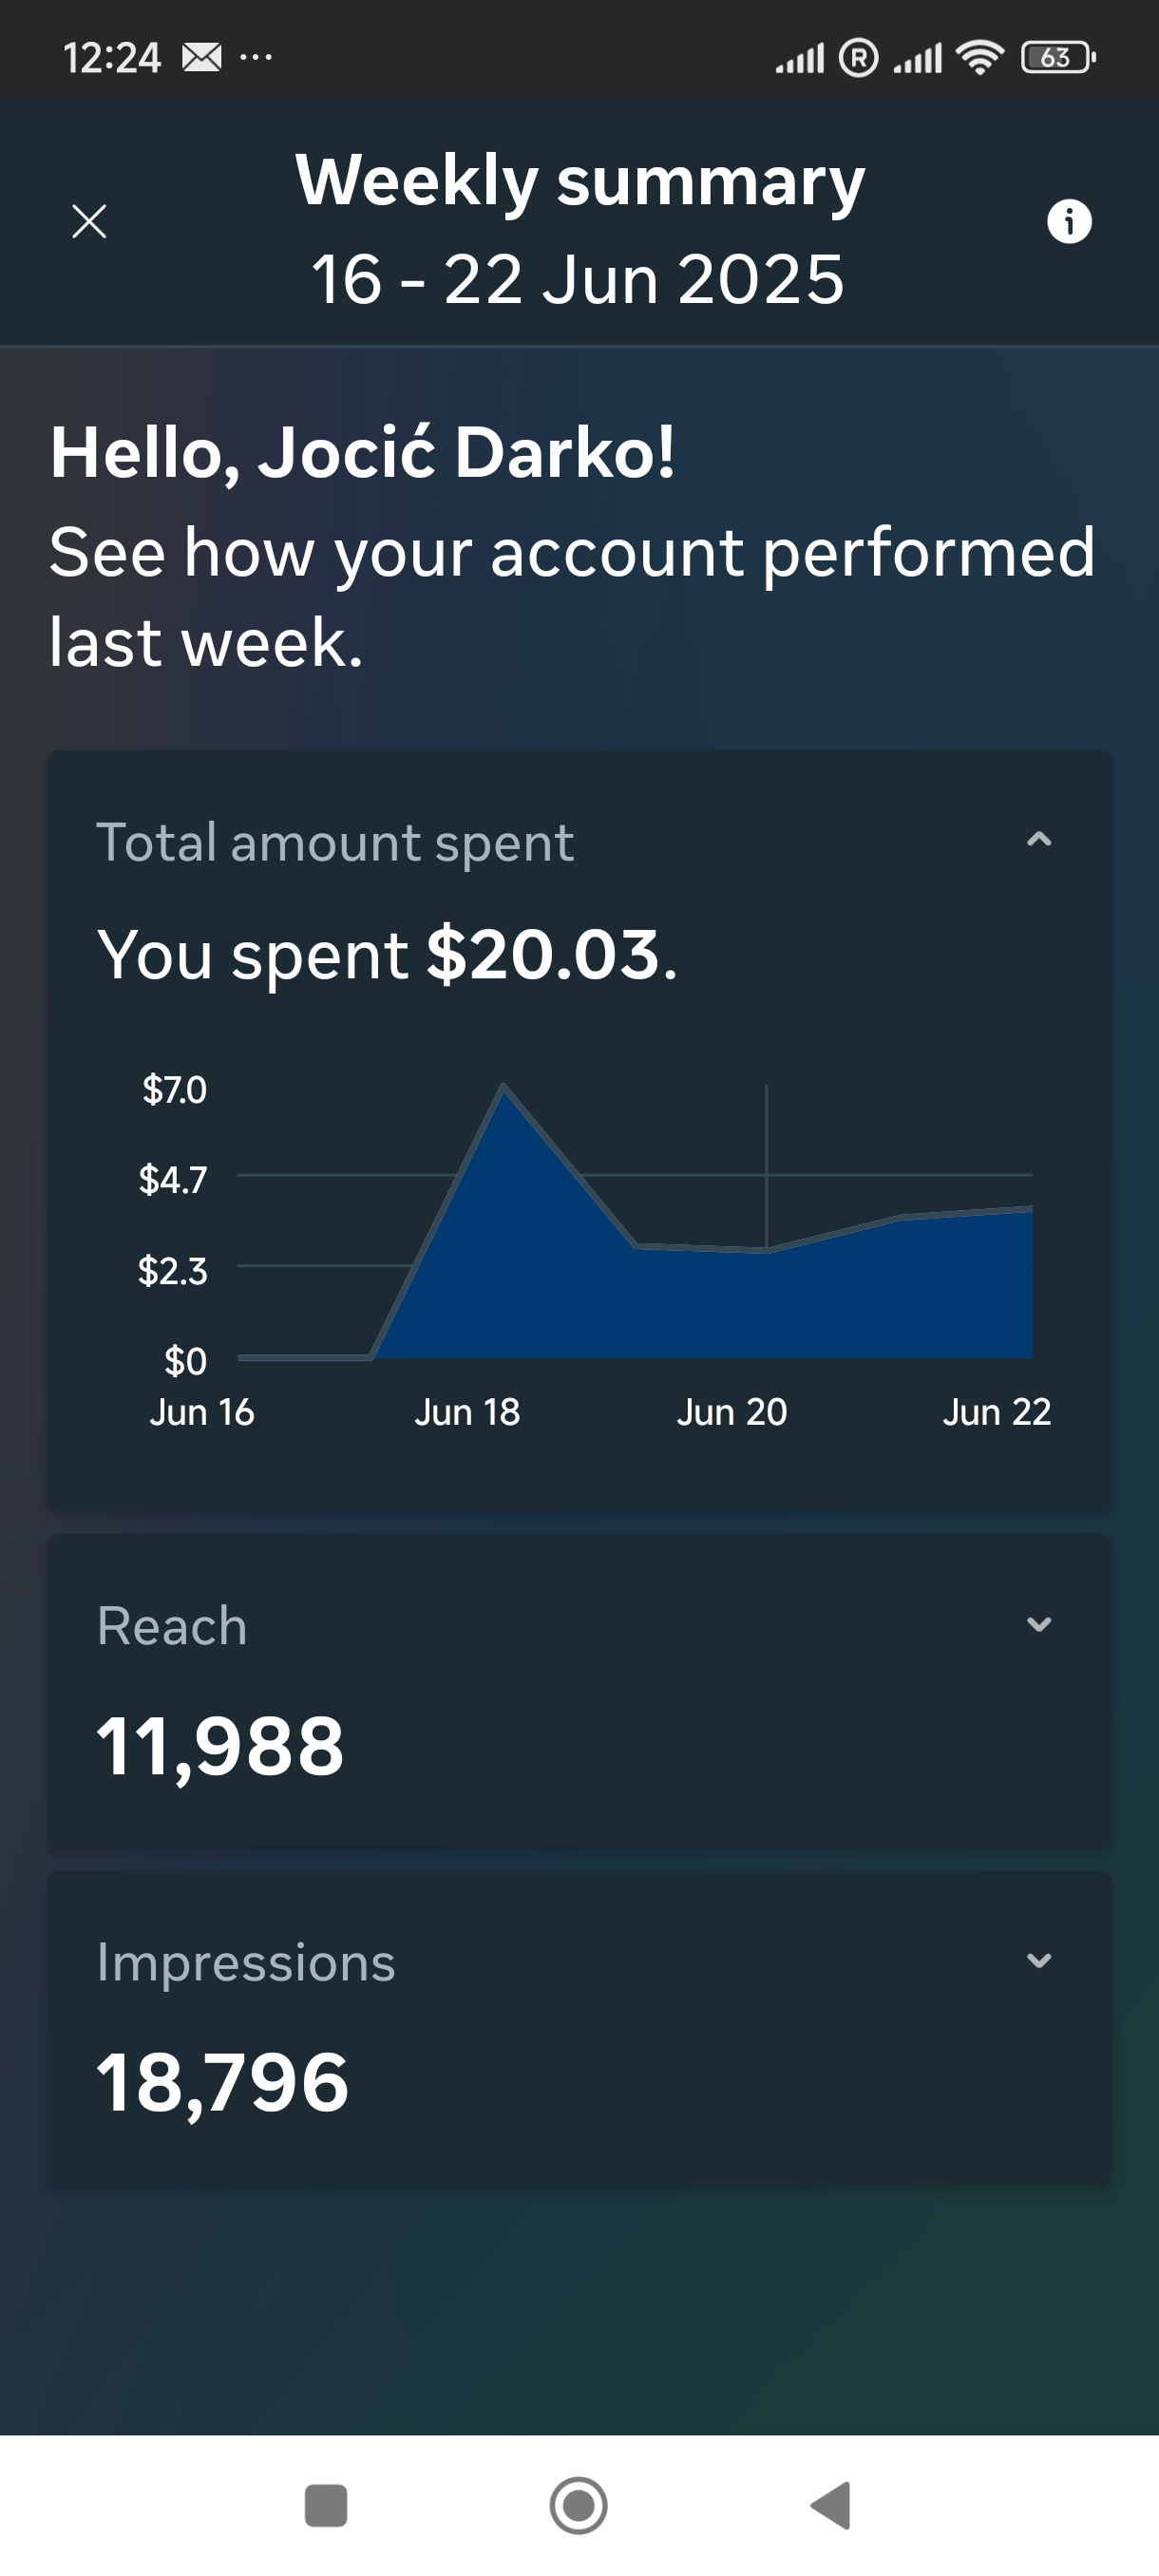 12:24
R
63
Weekly summary
16 - 22 Jun 2025
Hello, Jocić Darko!
See how your account performed
last week.
Total amount spent
You spent $20.03.
$7.0
$4.7
$2.3
$0
Jun 16 Jun 18 Jun 20 Jun 22
Reach
11,988
Impressions
18,796